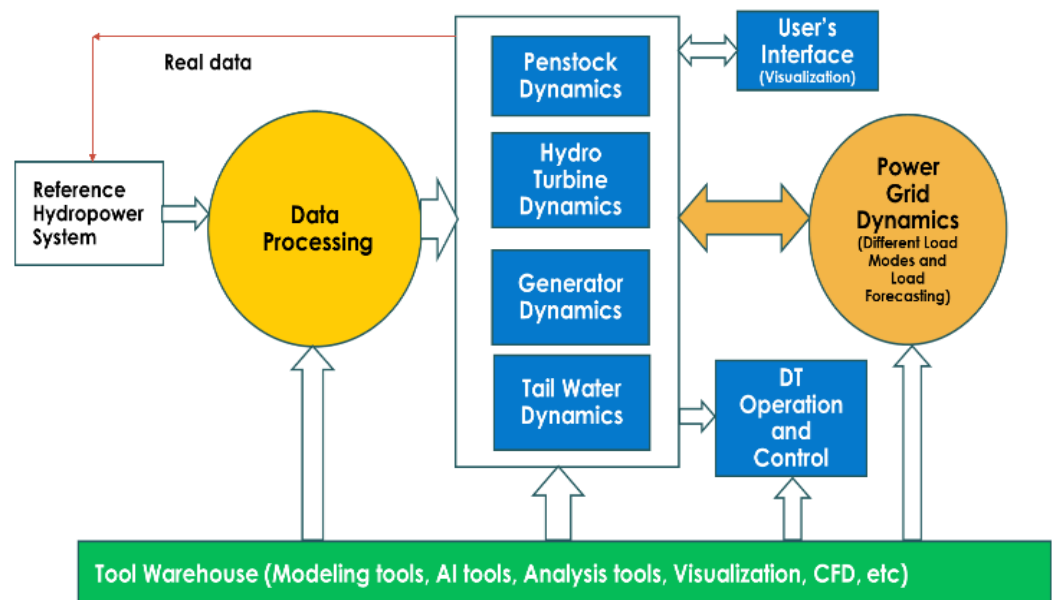 Real data
Reference
Hydropower
System
Data
Processing
Penstock
Dynamics
Hydro
Turbine
Dynamics
Generator
Dynamics
Tail Water
Dynamics
User's
Interface
(Visualization)
Power
Grid
Dynamics
(Different Load
Modes and
Load
Forecasting)
DT
Operation
and
Control
Tool Warehouse (Modeling tools, AI tools, Analysis tools, Visualization, CFD, etc)